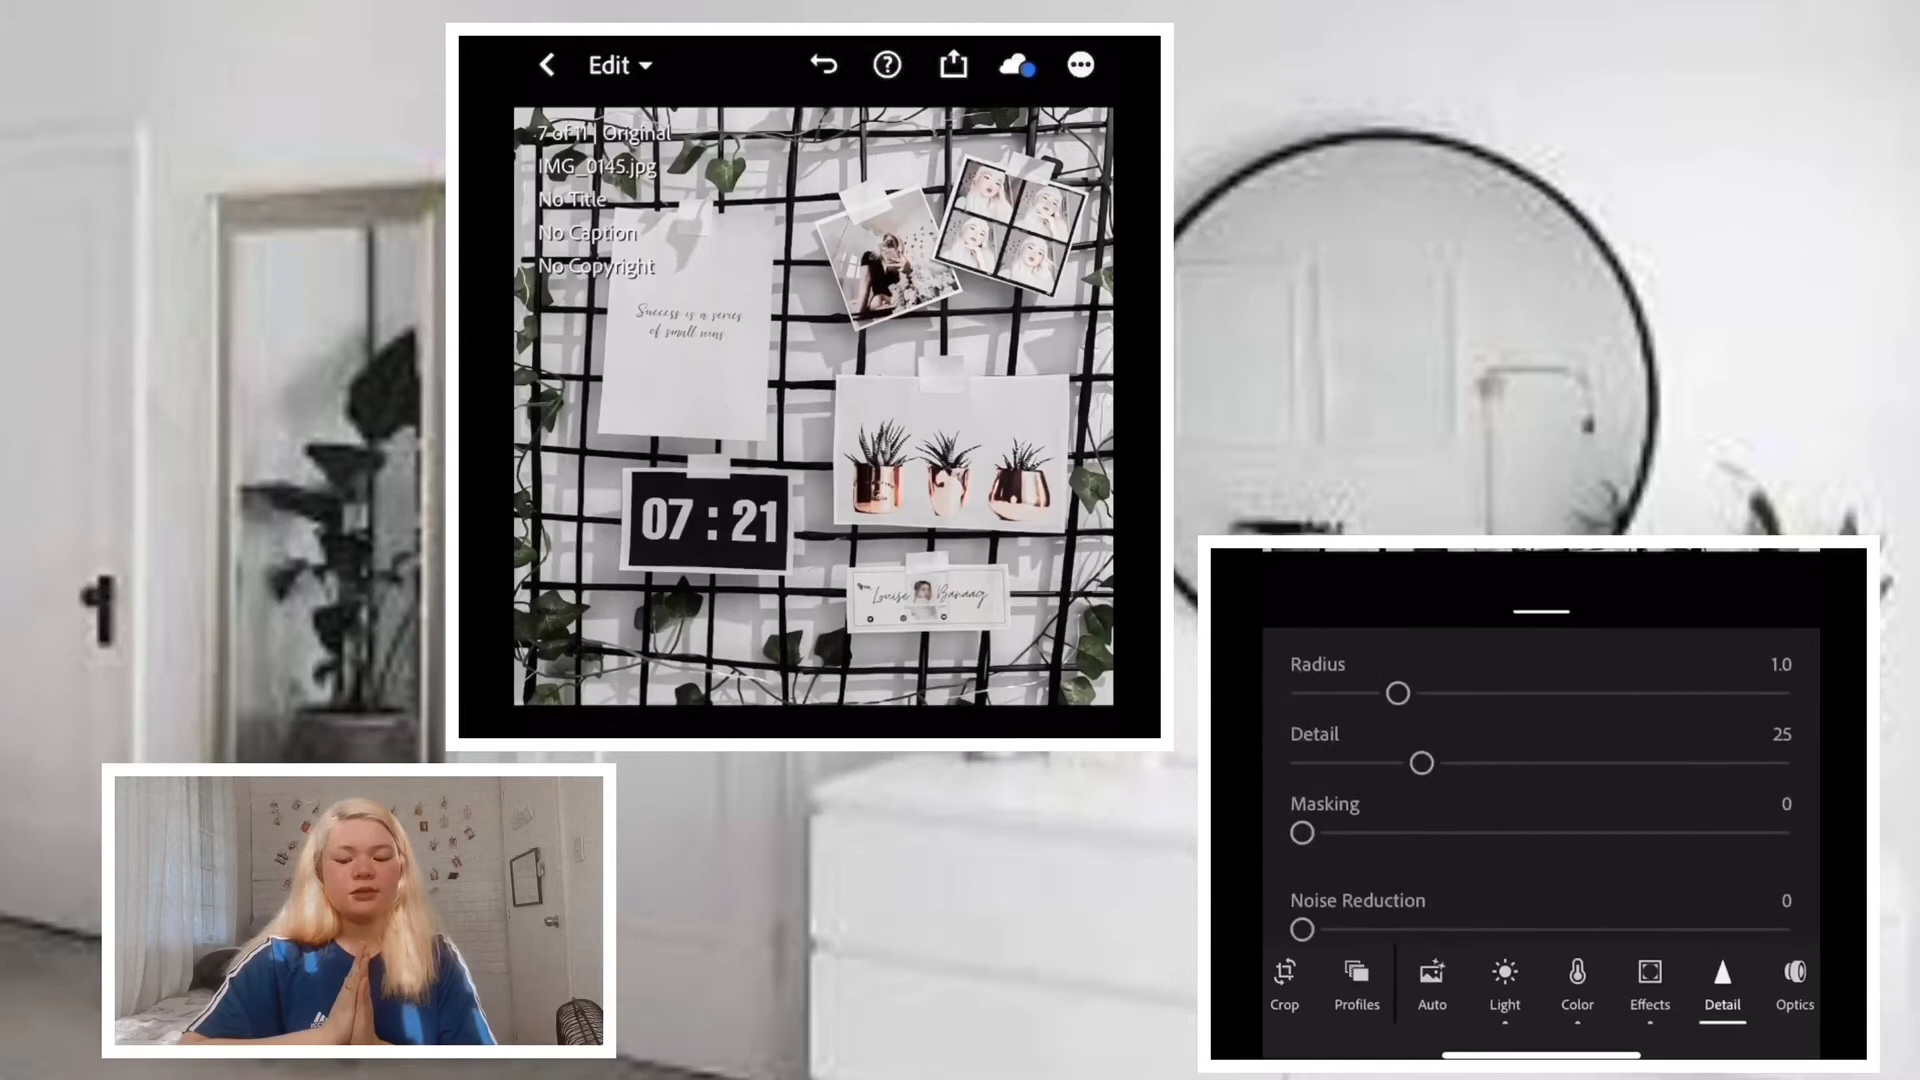 Edit
7 of 11 | Original
IMG_0145.jpg
No Title
No Caption
No Copyright
Success is a series
of small wins
07 : 21
Louise Banaag
Radius 1.0
Detail 25
Masking 0
Noise Reduction 0
Crop Profiles Auto Light Color Effects Detail Optics